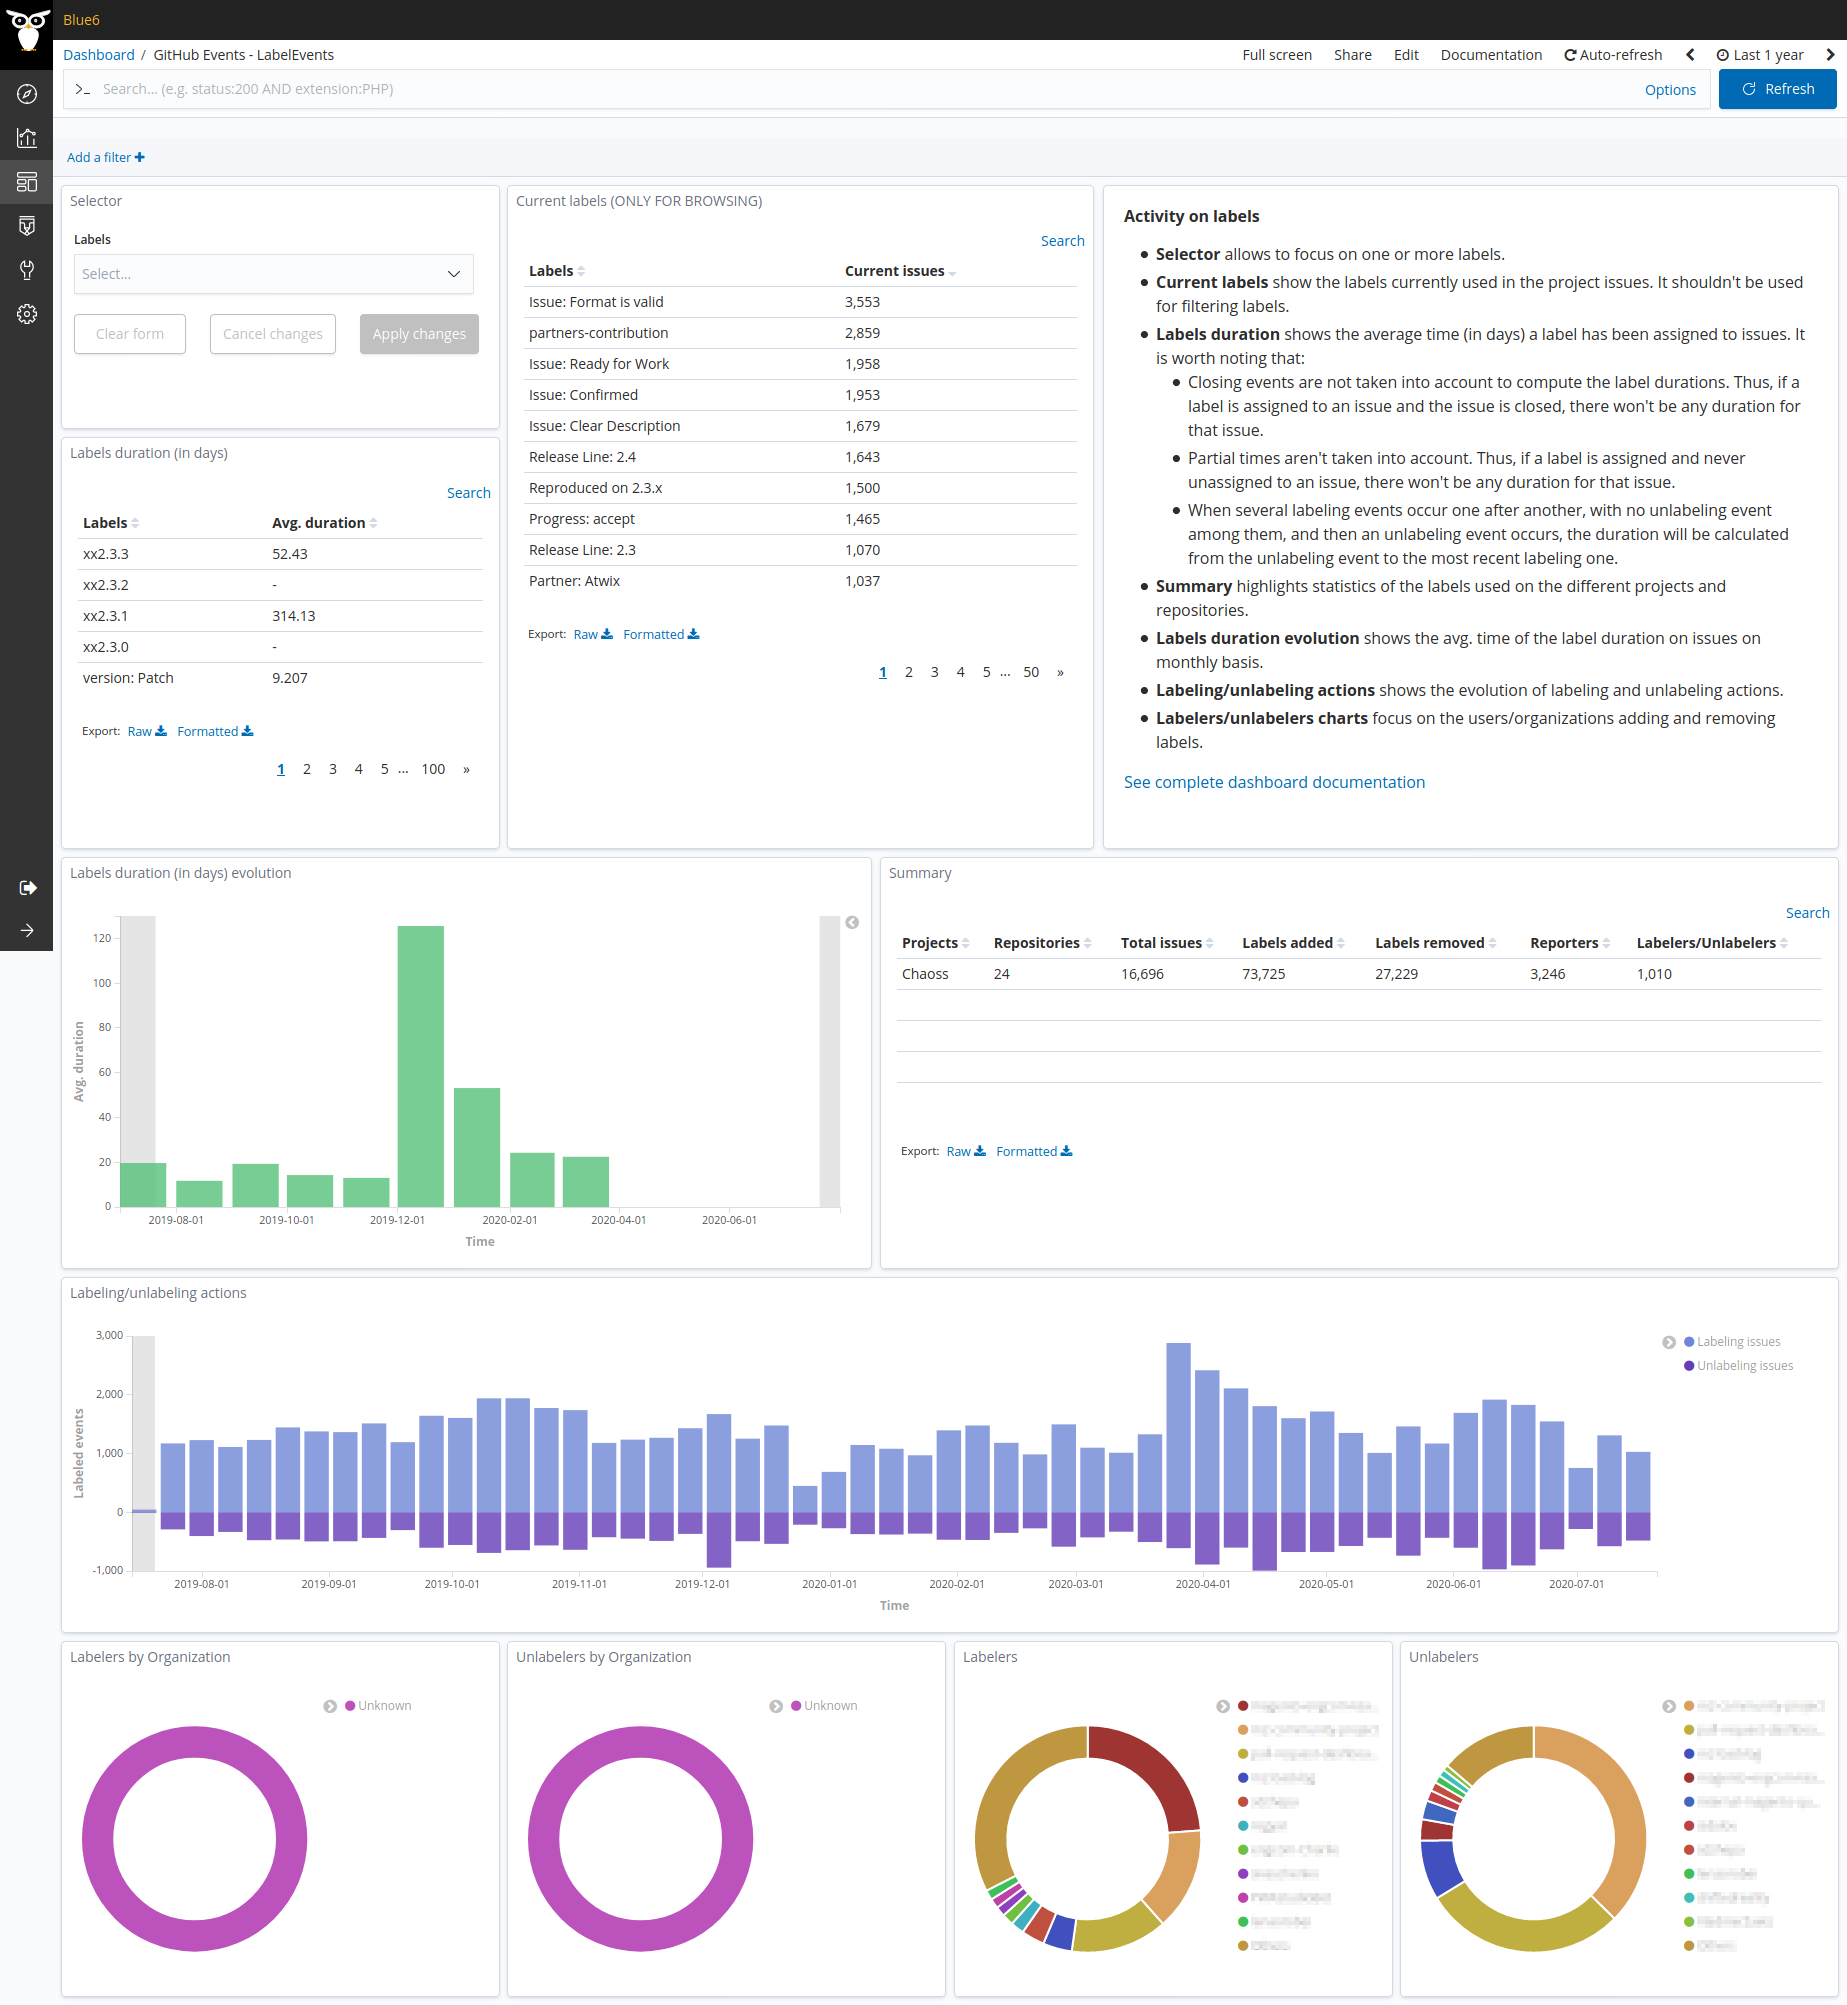 Blue6
Dashboard / GitHub Events - LabelEvents
Full screen Share Edit Documentation Auto-refresh Last 1 year
>_ Search... (e.g. status:200 AND extension:PHP)
Options
Refresh
Add a filter +
Selector
Labels
Select...
Clear form Cancel changes Apply changes
Labels duration (in days)
Search
Labels Avg. duration
xx2.3.3 52.43
xx2.3.2 -
xx2.3.1 314.13
xx2.3.0 -
version: Patch 9.207
Export: Raw Formatted
1 2 3 4 5 ... 100 »
Current labels (ONLY FOR BROWSING)
Search
Labels Current issues
Issue: Format is valid 3,553
partners-contribution 2,859
Issue: Ready for Work 1,958
Issue: Confirmed 1,953
Issue: Clear Description 1,679
Release Line: 2.4 1,643
Reproduced on 2.3.x 1,500
Progress: accept 1,465
Release Line: 2.3 1,070
Partner: Atwix 1,037
Export: Raw Formatted
1 2 3 4 5 ... 50 »
Activity on labels
• Selector allows to focus on one or more labels.
• Current labels show the labels currently used in the project issues. It shouldn't be used
for filtering labels.
• Labels duration shows the average time (in days) a label has been assigned to issues. It
is worth noting that:
• Closing events are not taken into account to compute the label durations. Thus, if a
label is assigned to an issue and the issue is closed, there won't be any duration for
that issue.
• Partial times aren't taken into account. Thus, if a label is assigned and never
unassigned to an issue, there won't be any duration for that issue.
• When several labeling events occur one after another, with no unlabeling event
among them, and then an unlabeling event occurs, the duration will be calculated
from the unlabeling event to the most recent labeling one.
• Summary highlights statistics of the labels used on the different projects and
repositories.
• Labels duration evolution shows the avg. time of the label duration on issues on
monthly basis.
• Labeling/unlabeling actions shows the evolution of labeling and unlabeling actions.
• Labelers/unlabelers charts focus on the users/organizations adding and removing
labels.
See complete dashboard documentation
Labels duration (in days) evolution
Avg. duration
120
100
80
60
40
20
0
2019-08-01 2019-10-01 2019-12-01 2020-02-01 2020-04-01 2020-06-01
Time
Summary
Search
Projects Repositories Total issues Labels added Labels removed Reporters Labelers/Unlabelers
Chaoss 24 16,696 73,725 27,229 3,246 1,010
Export: Raw Formatted
Labeling/unlabeling actions
Labeled events
3,000
2,000
1,000
0
-1,000
2019-08-01 2019-09-01 2019-10-01 2019-11-01 2019-12-01 2020-01-01 2020-02-01 2020-03-01 2020-04-01 2020-05-01 2020-06-01 2020-07-01
Time
Labeling issues
Unlabeling issues
Labelers by Organization
Unknown
Unlabelers by Organization
Unknown
Labelers
Unlabelers